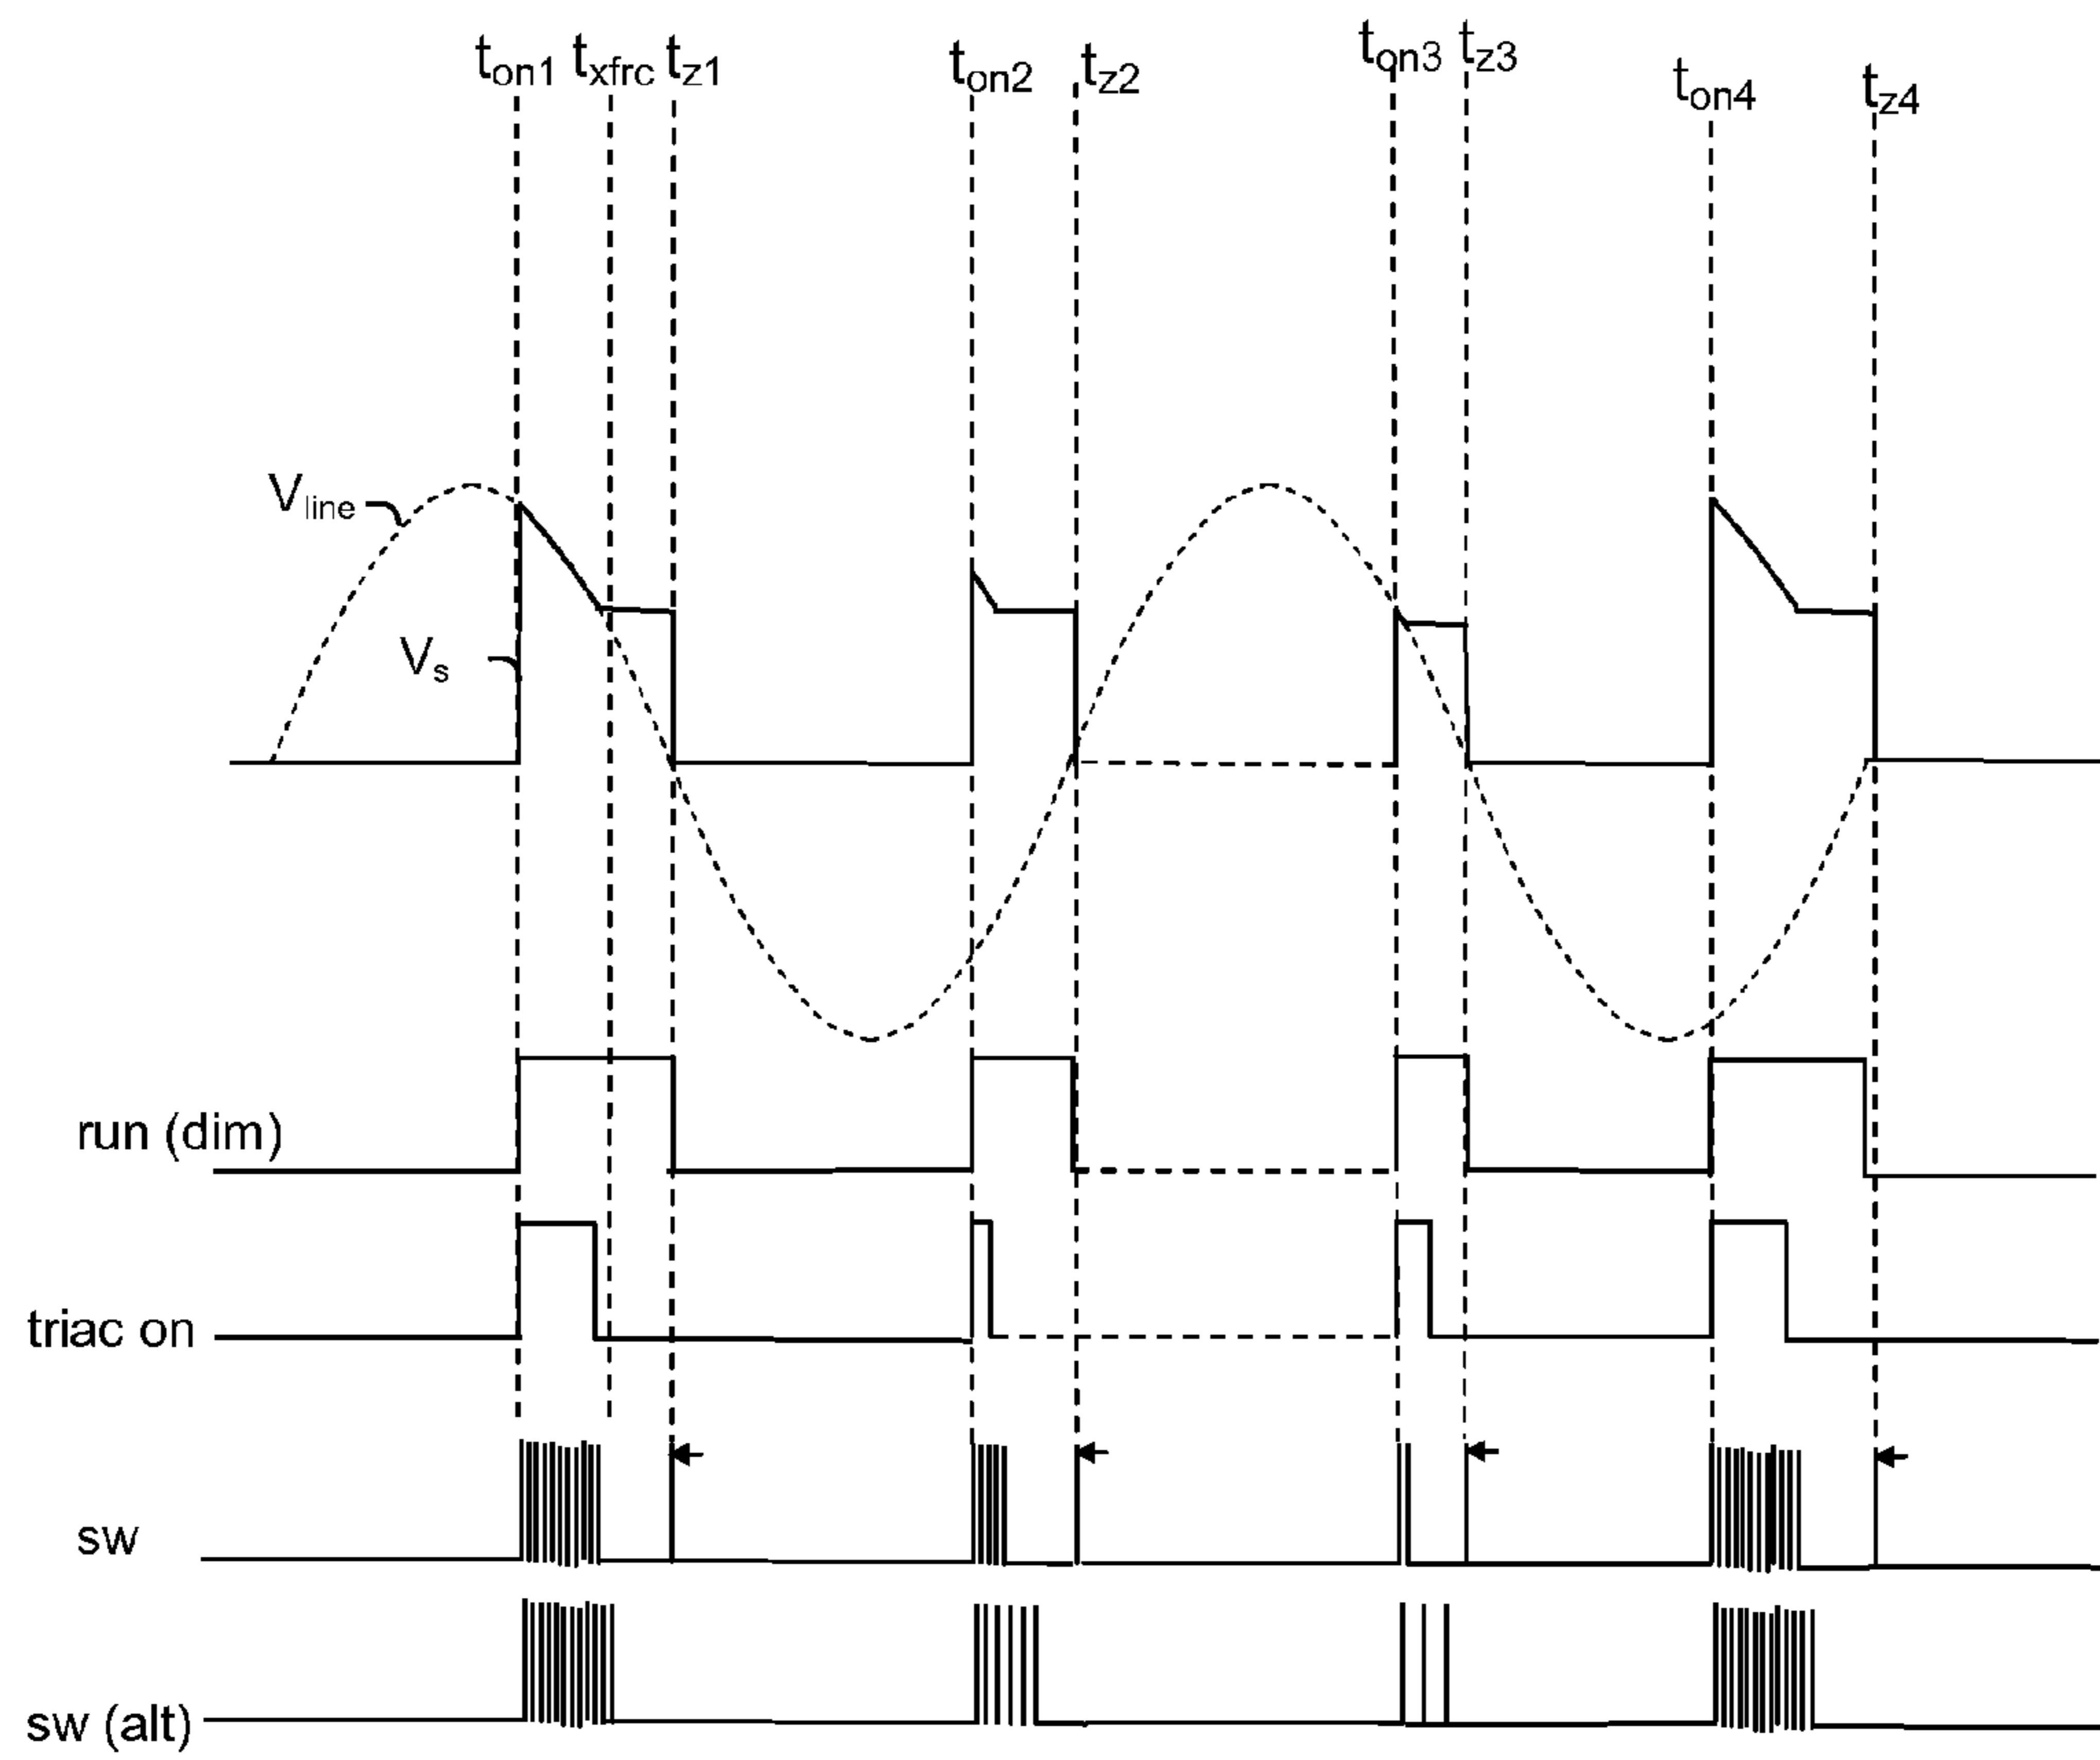 ton1 txfrc tz1 ton2 tz2 ton3 tz3 ton4 tz4
Vline
Vs
run (dim)
triac on
sw
sw (alt)